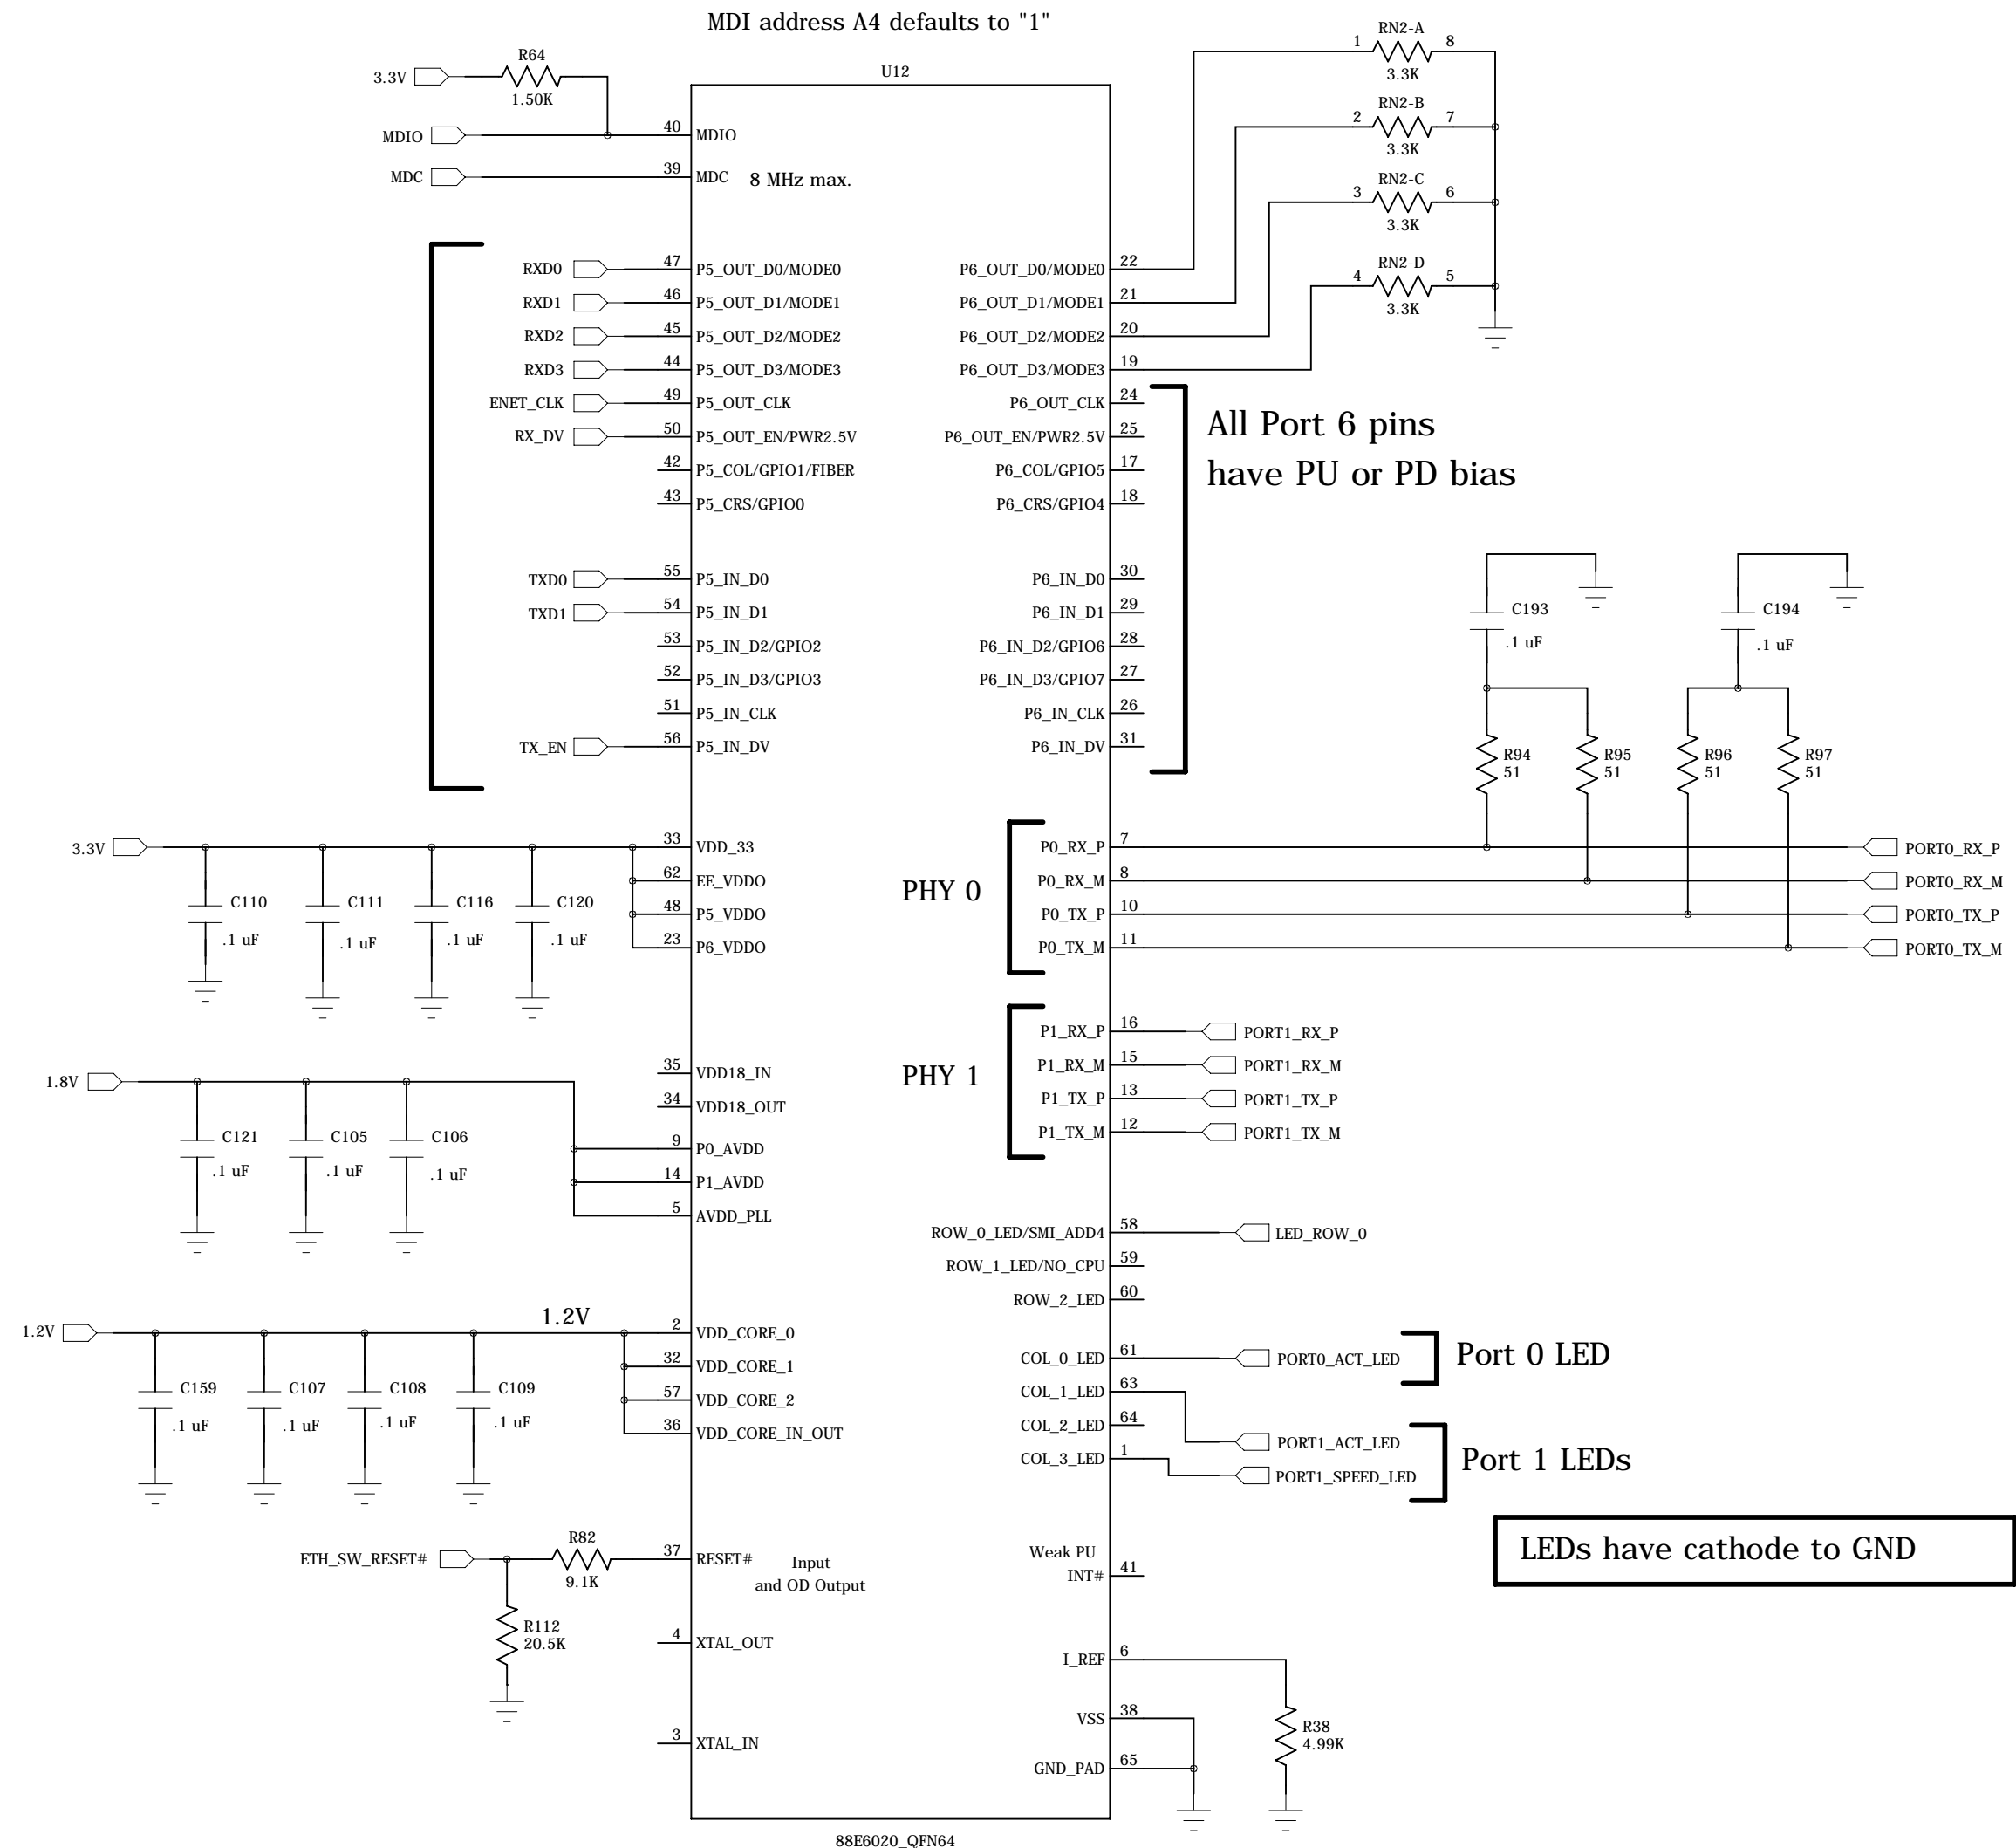 MDI address A4 defaults to "1"
U12
R64
3.3V
1.50K
MDIO
40
MDIO
MDC
39
MDC
8 MHz max.
RN2-A
1
8
3.3K
RN2-B
2
7
3.3K
RN2-C
3
6
3.3K
RN2-D
4
5
3.3K
RXD0
47
P5_OUT_D0/MODE0
P6_OUT_D0/MODE0
22
RXD1
46
P5_OUT_D1/MODE1
P6_OUT_D1/MODE1
21
RXD2
45
P5_OUT_D2/MODE2
P6_OUT_D2/MODE2
20
RXD3
44
P5_OUT_D3/MODE3
P6_OUT_D3/MODE3
19
ENET_CLK
49
P5_OUT_CLK
P6_OUT_CLK
24
RX_DV
50
P5_OUT_EN/PWR2.5V
P6_OUT_EN/PWR2.5V
25
42
P5_COL/GPIO1/FIBER
P6_COL/GPIO5
17
43
P5_CRS/GPIO0
P6_CRS/GPIO4
18
All Port 6 pins
have PU or PD bias
TXD0
55
P5_IN_D0
P6_IN_D0
30
TXD1
54
P5_IN_D1
P6_IN_D1
29
53
P5_IN_D2/GPIO2
P6_IN_D2/GPIO6
28
52
P5_IN_D3/GPIO3
P6_IN_D3/GPIO7
27
51
P5_IN_CLK
P6_IN_CLK
26
TX_EN
56
P5_IN_DV
P6_IN_DV
31
C193
.1 uF
C194
.1 uF
R94
51
R95
51
R96
51
R97
51
3.3V
33
VDD_33
62
EE_VDDO
48
P5_VDDO
23
P6_VDDO
C110
.1 uF
C111
.1 uF
C116
.1 uF
C120
.1 uF
PHY 0
P0_RX_P
7
PORT0_RX_P
P0_RX_M
8
PORT0_RX_M
P0_TX_P
10
PORT0_TX_P
P0_TX_M
11
PORT0_TX_M
PHY 1
P1_RX_P
16
PORT1_RX_P
P1_RX_M
15
PORT1_RX_M
P1_TX_P
13
PORT1_TX_P
P1_TX_M
12
PORT1_TX_M
1.8V
35
VDD18_IN
34
VDD18_OUT
9
P0_AVDD
14
P1_AVDD
5
AVDD_PLL
C121
.1 uF
C105
.1 uF
C106
.1 uF
ROW_0_LED/SMI_ADD4
58
LED_ROW_0
ROW_1_LED/NO_CPU
59
ROW_2_LED
60
1.2V
1.2V
2
VDD_CORE_0
32
VDD_CORE_1
57
VDD_CORE_2
36
VDD_CORE_IN_OUT
C159
.1 uF
C107
.1 uF
C108
.1 uF
C109
.1 uF
COL_0_LED
61
PORT0_ACT_LED
Port 0 LED
COL_1_LED
63
COL_2_LED
64
PORT1_ACT_LED
COL_3_LED
1
PORT1_SPEED_LED
Port 1 LEDs
LEDs have cathode to GND
ETH_SW_RESET#
R82
9.1K
37
RESET#
Input
and OD Output
R112
20.5K
Weak PU
INT#
41
4
XTAL_OUT
I_REF
6
3
XTAL_IN
VSS
38
R38
4.99K
GND_PAD
65
88E6020_QFN64